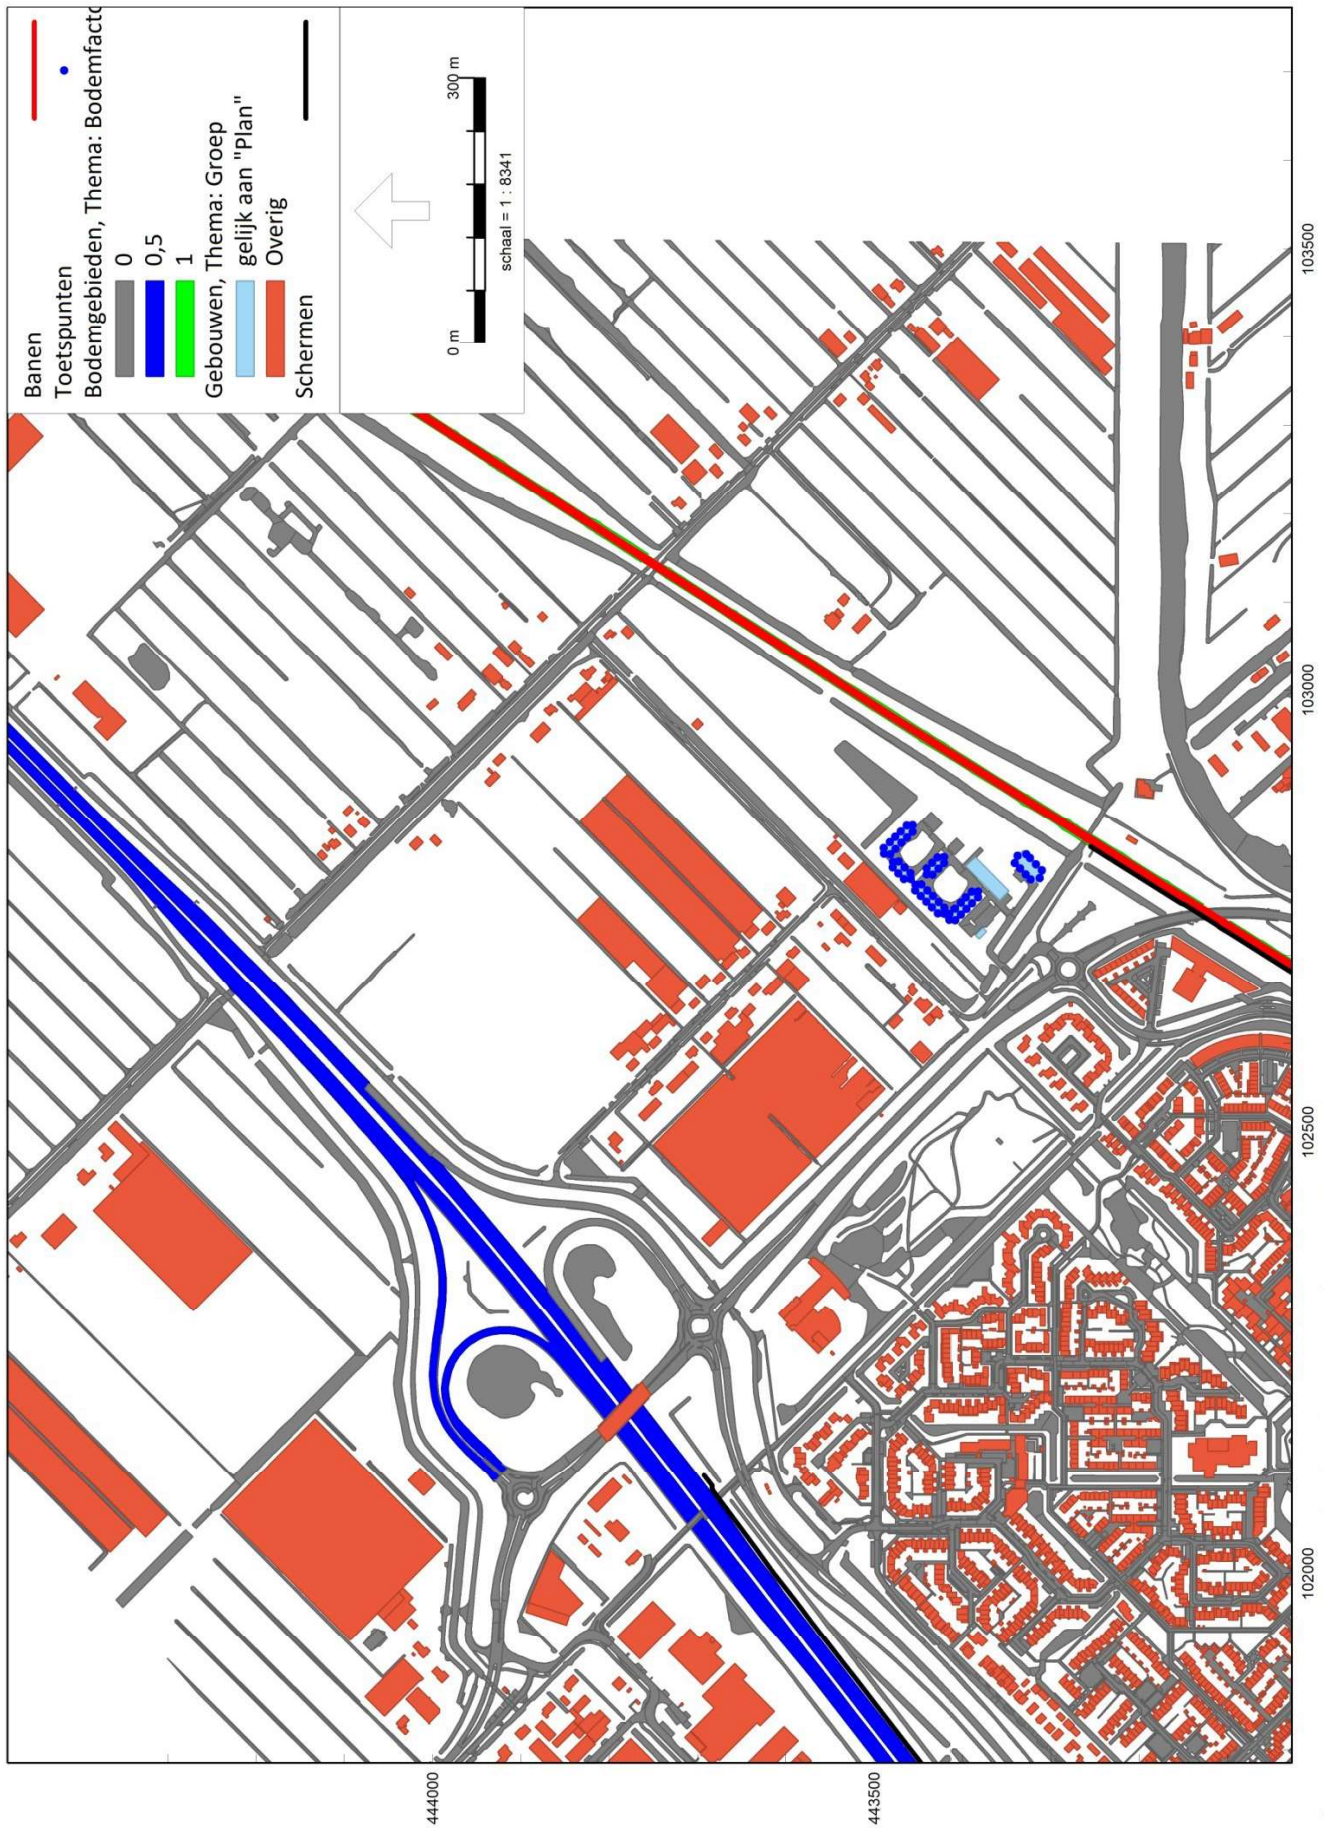 Banen
Toetspunten
Bodemgebieden, Thema: Bodemfacto
0
0,5
1
Gebouwen, Thema: Groep
gelijk aan "Plan"
Overig
Schermen
0 m
300 m
schaal = 1 : 8341
444000
443500
102000
102500
103000
103500